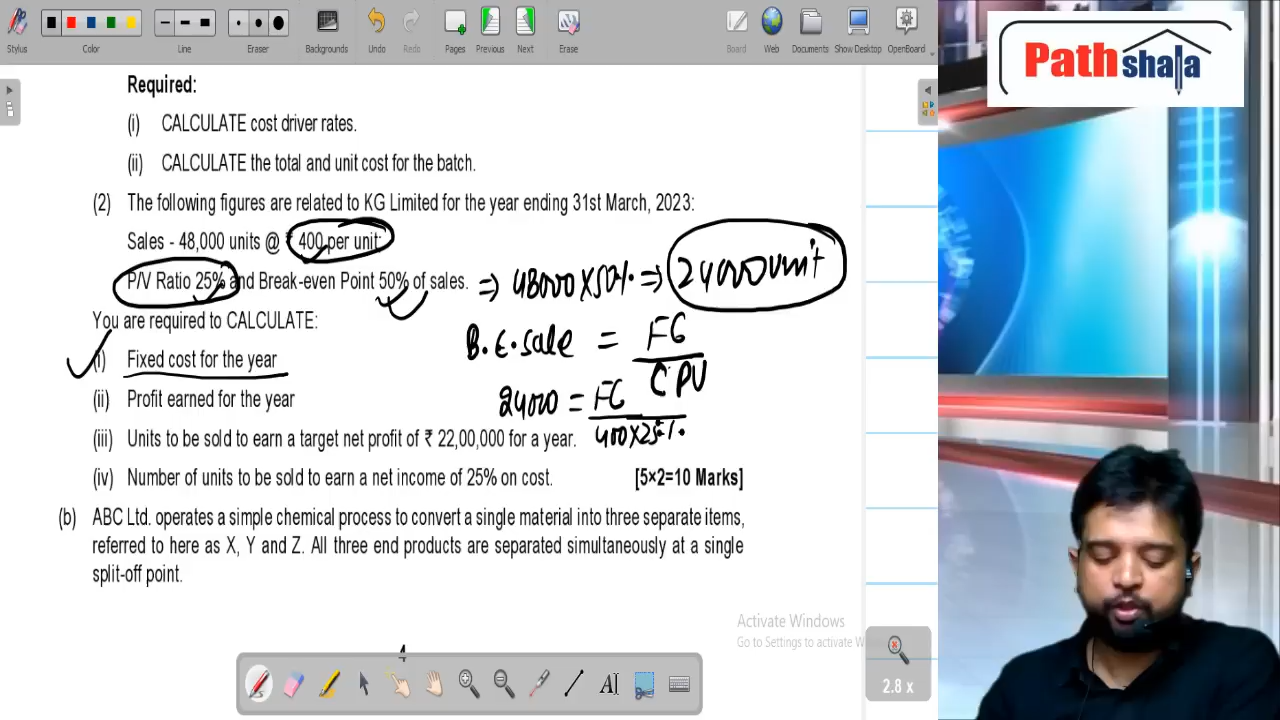 Stylus
Color
Line
Eraser
Backgrounds
Undo
Redo
Pages
Previous
Next
Erase
Board
Web
Documents
Show Desktop
OpenBoard
Path shala
Required:
(i) CALCULATE cost driver rates.
(ii) CALCULATE the total and unit cost for the batch.
(2) The following figures are related to KG Limited for the year ending 31st March, 2023:
Sales - 48,000 units @ ₹ 400 per unit;
P/V Ratio 25% and Break-even Point 50% of sales. ⇒ 48000 × 50% ⇒ 24000 unit
You are required to CALCULATE:
B.E. sale = FC
CPU
(i) Fixed cost for the year
(ii) Profit earned for the year
24000 = FC
400 × 25%
(iii) Units to be sold to earn a target net profit of ₹ 22,00,000 for a year.
(iv) Number of units to be sold to earn a net income of 25% on cost. [5×2=10 Marks]
(b) ABC Ltd. operates a simple chemical process to convert a single material into three separate items,
referred to here as X, Y and Z. All three end products are separated simultaneously at a single
split-off point.
Activate Windows
Go to Settings to activate W
2.8 x